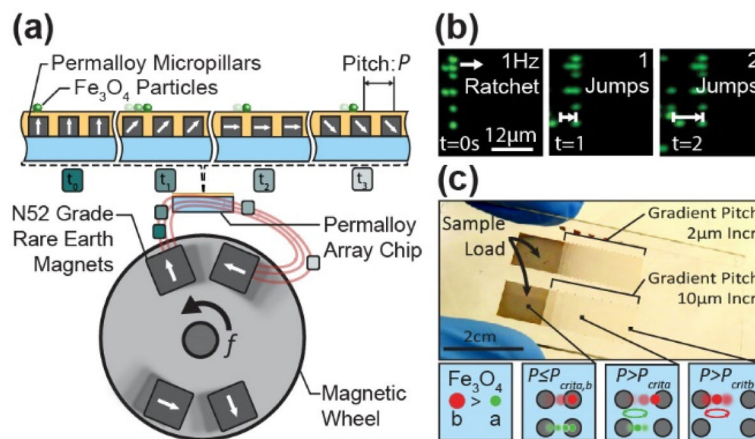 (a)
Permalloy Micropillars
Fe3O4 Particles
Pitch: P
t0
t1
t2
t3
N52 Grade
Rare Earth
Magnets
Permalloy
Array Chip
f
Magnetic
Wheel
(b)
1Hz
Ratchet
t=0s
12μm
1
Jumps
t=1
2
Jumps
t=2
(c)
Sample
Load
Gradient Pitch
2μm Incr
Gradient Pitch
10μm Incr
2cm
Fe3O4
b > a
P≤Pcrita,b
P>Pcrita
P>Pcritb